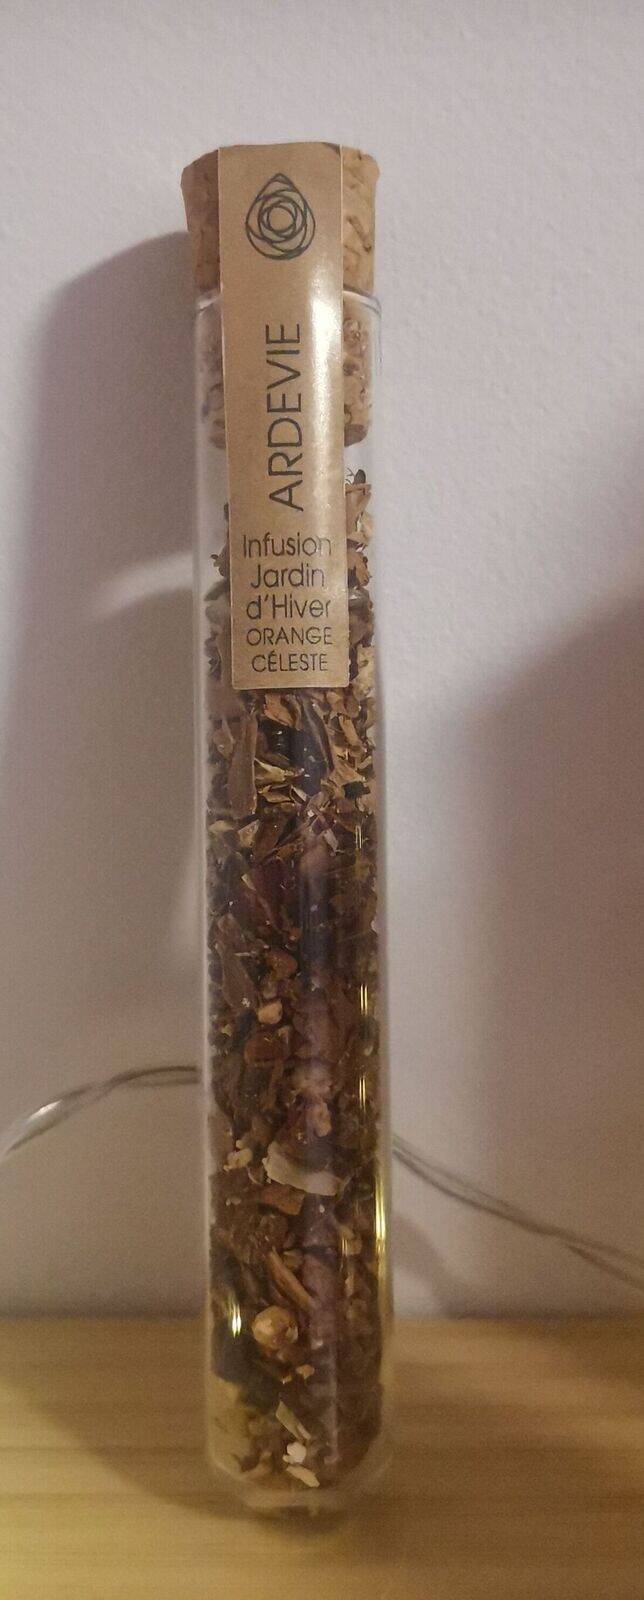 ARDEVIE
Infusion
Jardin
d'Hiver
ORANGE
CÉLESTE